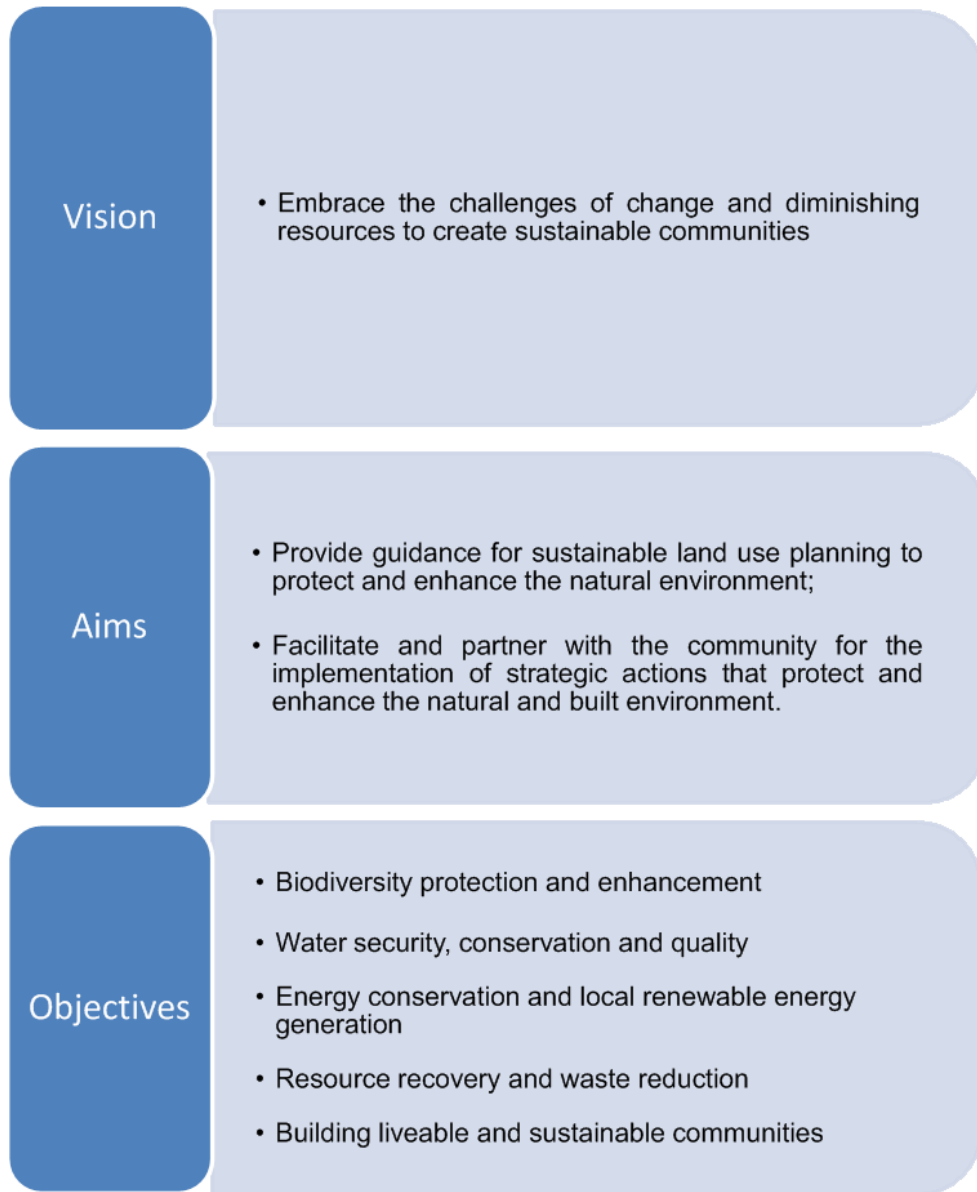 Vision
• Embrace the challenges of change and diminishing
resources to create sustainable communities
Aims
• Provide guidance for sustainable land use planning to
protect and enhance the natural environment;
• Facilitate and partner with the community for the
implementation of strategic actions that protect and
enhance the natural and built environment.
Objectives
• Biodiversity protection and enhancement
• Water security, conservation and quality
• Energy conservation and local renewable energy
generation
• Resource recovery and waste reduction
• Building liveable and sustainable communities